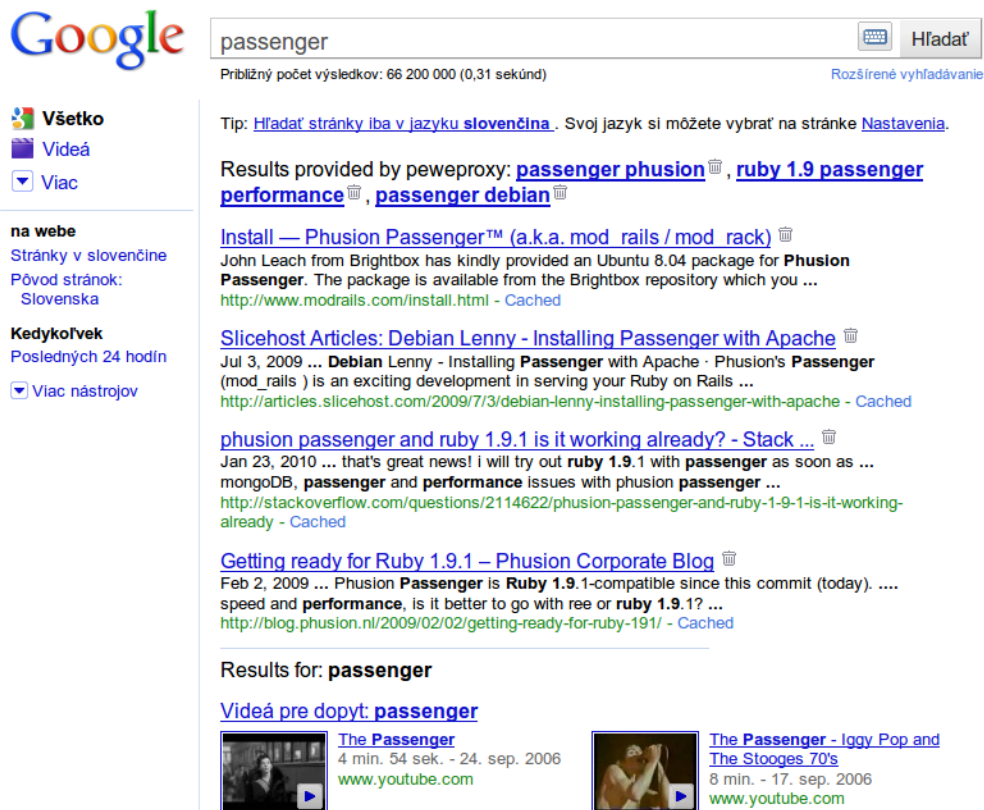 Google
passenger
Hľadať
Približný počet výsledkov: 66 200 000 (0,31 sekúnd)
Rozšírené vyhľadávanie
Všetko
Videá
Viac
na webe
Stránky v slovenčine
Pôvod stránok:
Slovenska
Kedykoľvek
Posledných 24 hodín
Viac nástrojov
Tip: Hľadať stránky iba v jazyku slovenčina . Svoj jazyk si môžete vybrať na stránke Nastavenia.
Results provided by peweproxy: passenger phusion , ruby 1.9 passenger
performance , passenger debian
Install — Phusion Passenger™ (a.k.a. mod_rails / mod_rack)
John Leach from Brightbox has kindly provided an Ubuntu 8.04 package for Phusion
Passenger. The package is available from the Brightbox repository which you ...
http://www.modrails.com/install.html - Cached
Slicehost Articles: Debian Lenny - Installing Passenger with Apache
Jul 3, 2009 ... Debian Lenny - Installing Passenger with Apache · Phusion's Passenger
(mod_rails ) is an exciting development in serving your Ruby on Rails ...
http://articles.slicehost.com/2009/7/3/debian-lenny-installing-passenger-with-apache - Cached
phusion passenger and ruby 1.9.1 is it working already? - Stack ...
Jan 23, 2010 ... that's great news! i will try out ruby 1.9.1 with passenger as soon as ...
mongoDB, passenger and performance issues with phusion passenger ...
http://stackoverflow.com/questions/2114622/phusion-passenger-and-ruby-1-9-1-is-it-working-
already - Cached
Getting ready for Ruby 1.9.1 – Phusion Corporate Blog
Feb 2, 2009 ... Phusion Passenger is Ruby 1.9.1-compatible since this commit (today). ....
speed and performance, is it better to go with ree or ruby 1.9.1? ...
http://blog.phusion.nl/2009/02/02/getting-ready-for-ruby-191/ - Cached
Results for: passenger
Videá pre dopyt: passenger
The Passenger
4 min. 54 sek. - 24. sep. 2006
www.youtube.com
The Passenger - Iggy Pop and
The Stooges 70's
8 min. - 17. sep. 2006
www.youtube.com